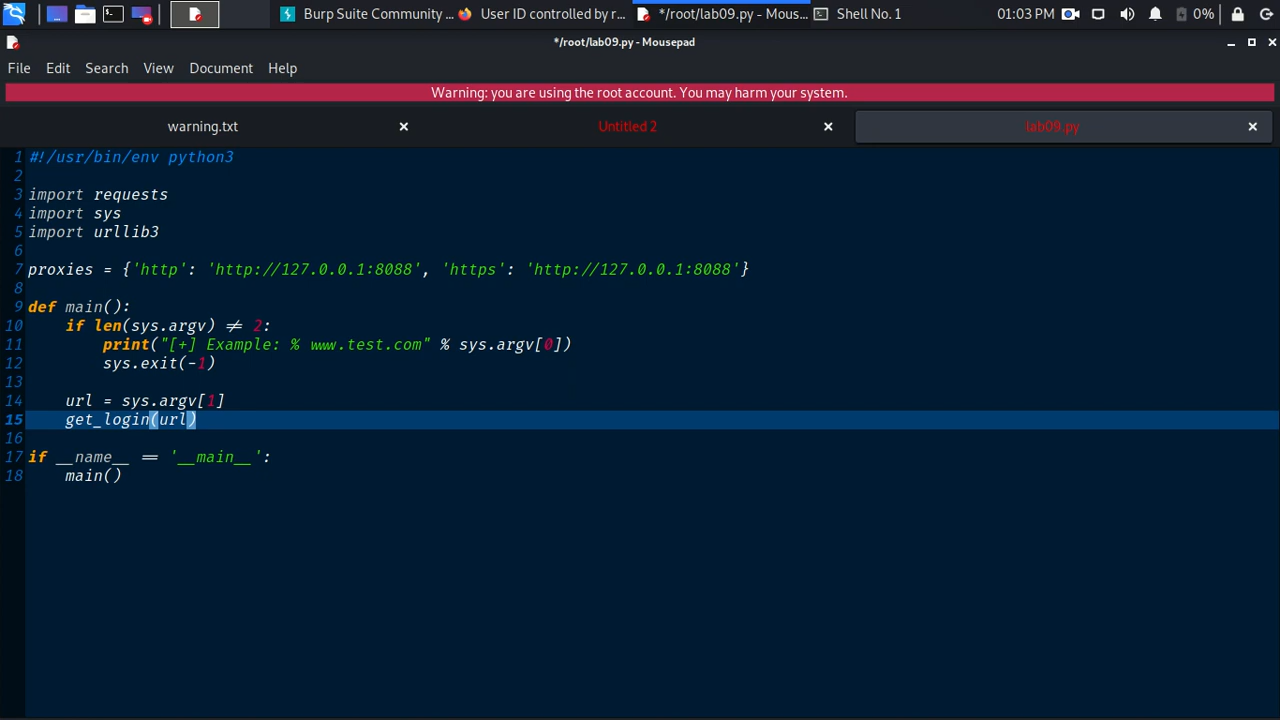 Burp Suite Community ...
User ID controlled by r...
*/root/lab09.py - Mous...
Shell No. 1
01:03 PM
0%
*/root/lab09.py - Mousepad
File Edit Search View Document Help
Warning: you are using the root account. You may harm your system.
warning.txt
Untitled 2
lab09.py
1 #!/usr/bin/env python3
2
3 import requests
4 import sys
5 import urllib3
6
7 proxies = {'http': 'http://127.0.0.1:8088', 'https': 'http://127.0.0.1:8088'}
8
9 def main():
10 if len(sys.argv) ≠ 2:
11 print("[+] Example: % www.test.com" % sys.argv[0])
12 sys.exit(-1)
13
14 url = sys.argv[1]
15 get_login(url)
16
17 if __name__ == '__main__':
18 main()